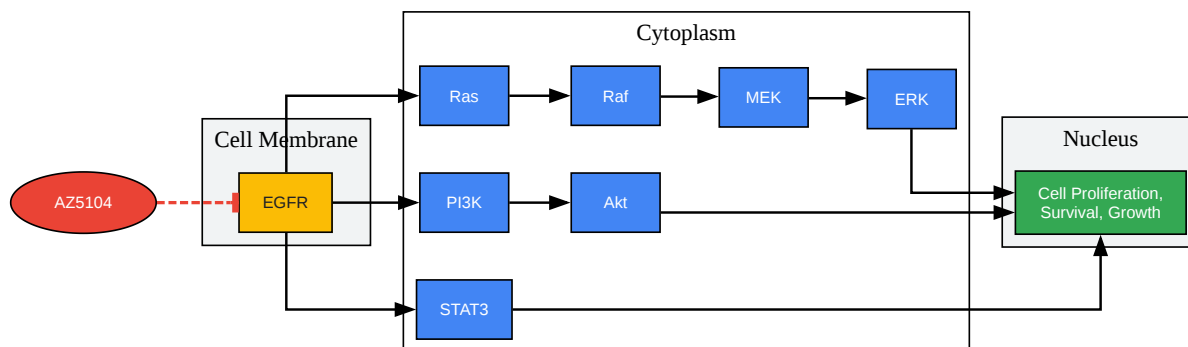 Cytoplasm
Ras
Raf
MEK
ERK
Cell Membrane
Nucleus
AZ5104
EGFR
PI3K
Akt
Cell Proliferation,
Survival, Growth
STAT3